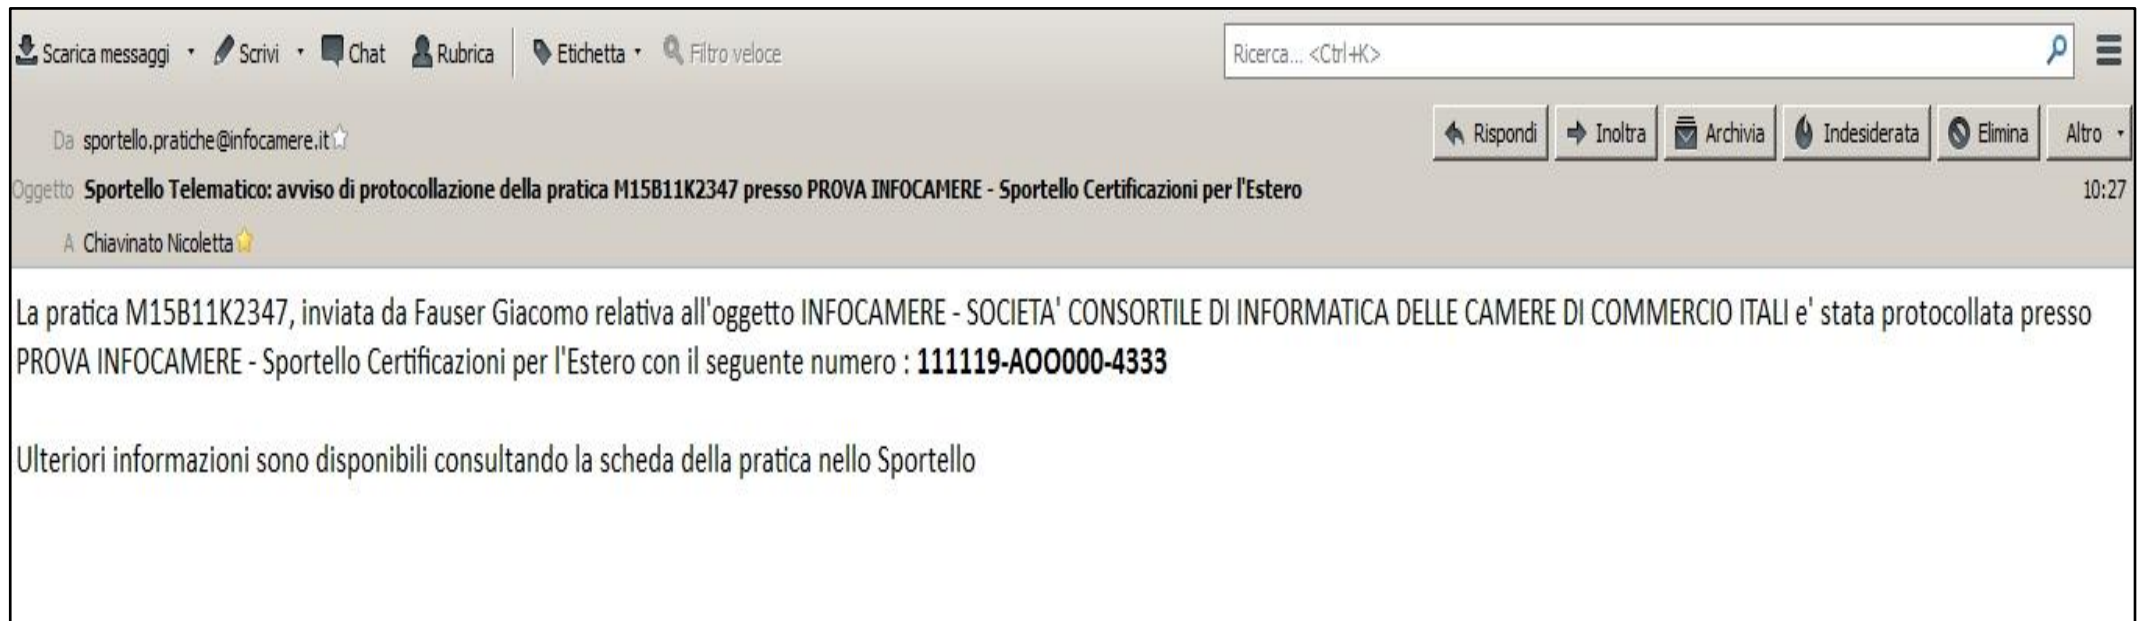 Scarica messaggi Scrivi Chat Rubrica Etichetta Filtro veloce Ricerca... <Ctrl+K>
Da sportello.pratiche@infocamere.it Rispondi Inoltra Archivia Indesiderata Elimina Altro
Oggetto Sportello Telematico: avviso di protocollazione della pratica M15B11K2347 presso PROVA INFOCAMERE - Sportello Certificazioni per l'Estero 10:27
A Chiavinato Nicoletta
La pratica M15B11K2347, inviata da Fauser Giacomo relativa all'oggetto INFOCAMERE - SOCIETA' CONSORTILE DI INFORMATICA DELLE CAMERE DI COMMERCIO ITALI e' stata protocollata presso
PROVA INFOCAMERE - Sportello Certificazioni per l'Estero con il seguente numero : 111119-AOO000-4333
Ulteriori informazioni sono disponibili consultando la scheda della pratica nello Sportello